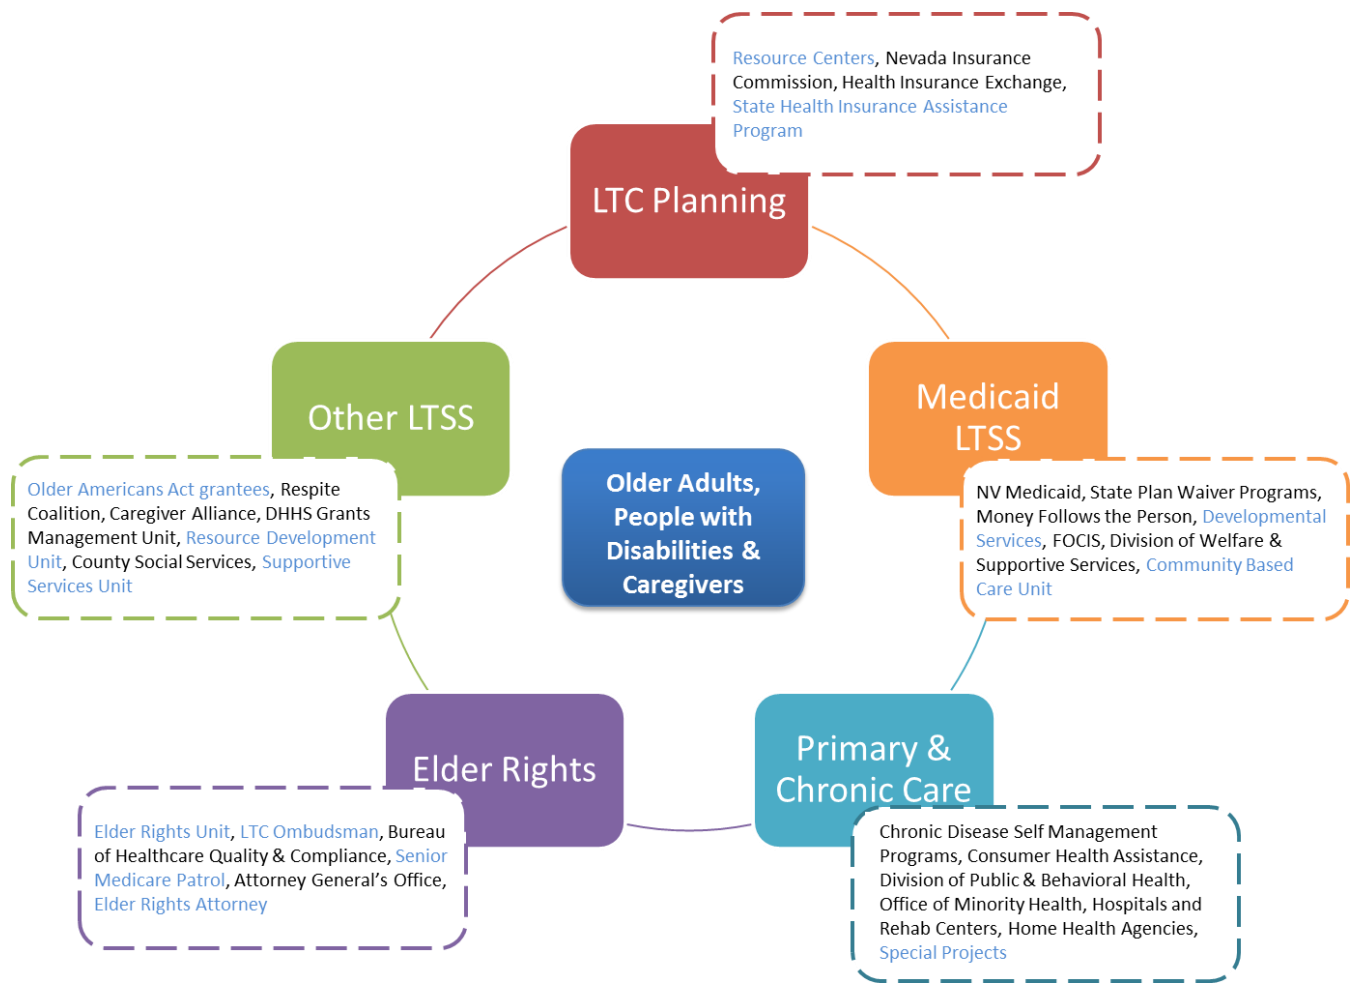 Resource Centers, Nevada Insurance
Commission, Health Insurance Exchange,
State Health Insurance Assistance
Program
LTC Planning
Other LTSS
Medicaid
LTSS
Older Americans Act grantees, Respite
Coalition, Caregiver Alliance, DHHS Grants
Management Unit, Resource Development
Unit, County Social Services, Supportive
Services Unit
Older Adults,
People with
Disabilities &
Caregivers
NV Medicaid, State Plan Waiver Programs,
Money Follows the Person, Developmental
Services, FOCIS, Division of Welfare &
Supportive Services, Community Based
Care Unit
Elder Rights
Primary &
Chronic Care
Elder Rights Unit, LTC Ombudsman, Bureau
of Healthcare Quality & Compliance, Senior
Medicare Patrol, Attorney General’s Office,
Elder Rights Attorney
Chronic Disease Self Management
Programs, Consumer Health Assistance,
Division of Public & Behavioral Health,
Office of Minority Health, Hospitals and
Rehab Centers, Home Health Agencies,
Special Projects